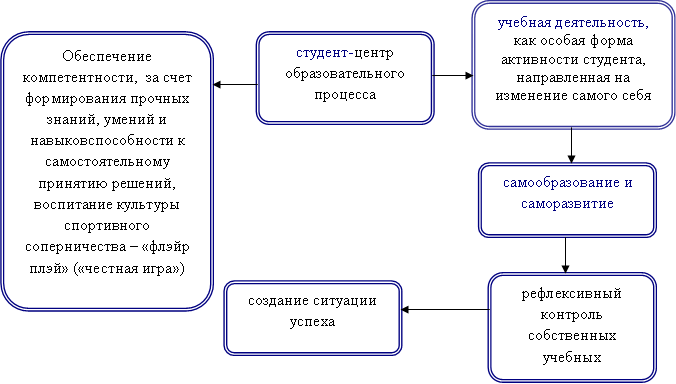 Обеспечение
компетентности, за счет
формирования прочных
знаний, умений и
навыковспособности к
самостоятельному
принятию решений,
воспитание культуры
спортивного
соперничества – «флэйр
плэй» («честная игра»)
студент-центр
образовательного
процесса
учебная деятельность,
как особая форма
активности студента,
направленная на
изменение самого себя
самообразование и
саморазвитие
рефлексивный
контроль
собственных
учебных
создание ситуации
успеха